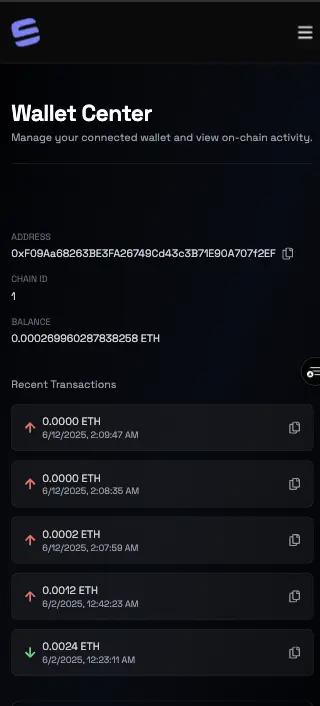 Wallet Center
Manage your connected wallet and view on-chain activity.
ADDRESS
0xF09Aa68263BE3FA26749Cd43c3B71E90A707f2EF
CHAIN ID
1
BALANCE
0.000269960287838258 ETH
Recent Transactions
0.0000 ETH
6/12/2025, 2:09:47 AM
0.0000 ETH
6/12/2025, 2:08:35 AM
0.0002 ETH
6/12/2025, 2:07:59 AM
0.0012 ETH
6/2/2025, 12:42:23 AM
0.0024 ETH
6/2/2025, 12:23:11 AM